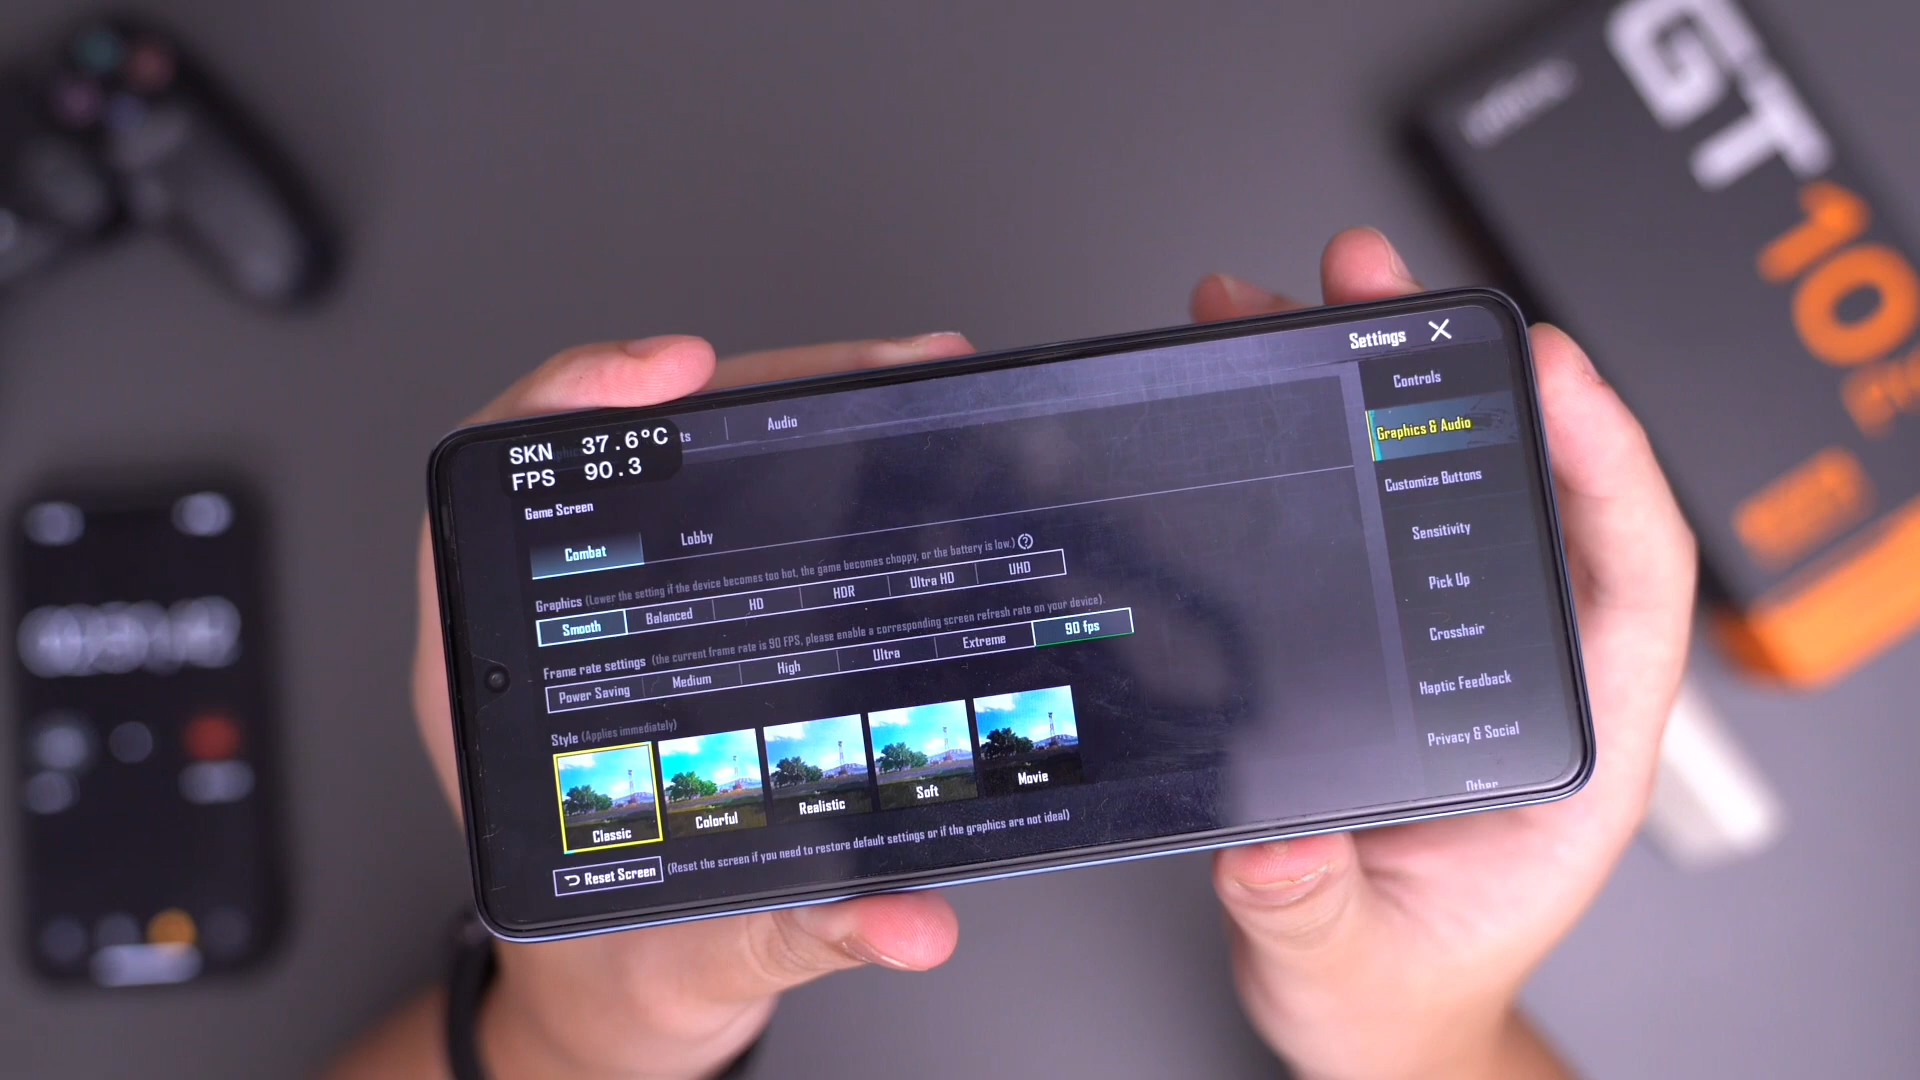 GT
10
Settings
SKN 37.6°C
FPS 90.3
ts
Audio
Game Screen
Combat
Lobby
Graphics (Lower the setting if the device becomes too hot, the game becomes choppy, or the battery is low.)
Smooth
Balanced
HD
HDR
Ultra HD
UHD
Frame rate settings (the current frame rate is 90 FPS, please enable a corresponding screen refresh rate on your device).
Power Saving
Medium
High
Ultra
Extreme
90 fps
Style (Applies immediately)
Classic
Colorful
Realistic
Soft
Movie
Reset Screen (Reset the screen if you need to restore default settings or if the graphics are not ideal)
Controls
Graphics & Audio
Customize Buttons
Sensitivity
Pick Up
Crosshair
Haptic Feedback
Privacy & Social
Other